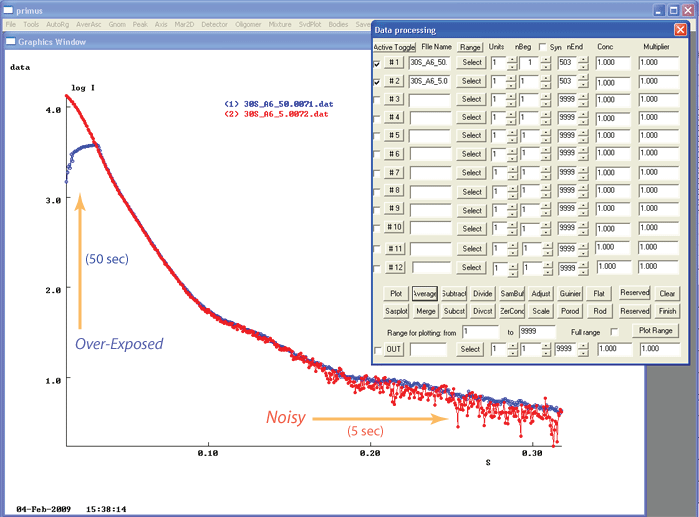 primus
File Tools AutoRg AverAsc Gnom Peak Axis Mar2D Detector Oligomer Mixture SvdPlot Bodies
Graphics Window
data
log I
4.0
3.0
2.0
1.0
0.10
0.20
0.30
S
(1) 30S_A6_50.0071.dat
(2) 30S_A6_5.0072.dat
(50 sec)
Over-Exposed
Noisy
(5 sec)
04-Feb-2009 15:38:14
Data processing
Active Toggle File Name Range Units nBeg Syn nEnd Conc Multiplier
# 1 30S_A6_50. Select 1 1 503 1.000 1.000
# 2 30S_A6_5.0 Select 1 1 503 1.000 1.000
# 3 Select 1 1 9999 1.000 1.000
# 4 Select 1 1 9999 1.000 1.000
# 5 Select 1 1 9999 1.000 1.000
# 6 Select 1 1 9999 1.000 1.000
# 7 Select 1 1 9999 1.000 1.000
# 8 Select 1 1 9999 1.000 1.000
# 9 Select 1 1 9999 1.000 1.000
# 10 Select 1 1 9999 1.000 1.000
# 11 Select 1 1 9999 1.000 1.000
# 12 Select 1 1 9999 1.000 1.000
Plot Average Subtract Divide SamBuf Adjust Guinier Flat Reserved Clear
Sasplot Merge Subcst Divcst ZerConc Scale Porod Rod Reserved Finish
Range for plotting: from 1 to 9999 Full range Plot Range
OUT Select 1 1 9999 1.000 1.000